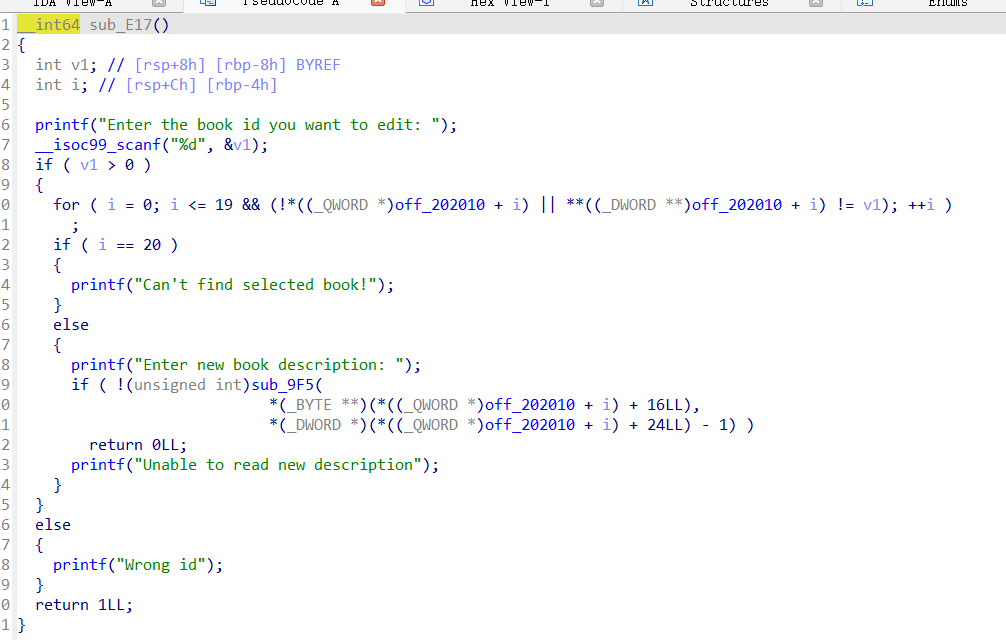 IDA View-A Pseudocode A Hex View-1 Structures Enums
1 __int64 sub_E17()
2 {
3 int v1; // [rsp+8h] [rbp-8h] BYREF
4 int i; // [rsp+Ch] [rbp-4h]
5
6 printf("Enter the book id you want to edit: ");
7 __isoc99_scanf("%d", &v1);
8 if ( v1 > 0 )
9 {
0 for ( i = 0; i <= 19 && (!*((_QWORD *)off_202010 + i) || **((_DWORD **)off_202010 + i) != v1); ++i )
1 ;
2 if ( i == 20 )
3 {
4 printf("Can't find selected book!");
5 }
6 else
7 {
8 printf("Enter new book description: ");
9 if ( !(unsigned int)sub_9F5(
0 *(_BYTE **)(*((_QWORD *)off_202010 + i) + 16LL),
1 *(_DWORD *)(*((_QWORD *)off_202010 + i) + 24LL) - 1) )
2 return 0LL;
3 printf("Unable to read new description");
4 }
5 }
6 else
7 {
8 printf("Wrong id");
9 }
0 return 1LL;
1 }